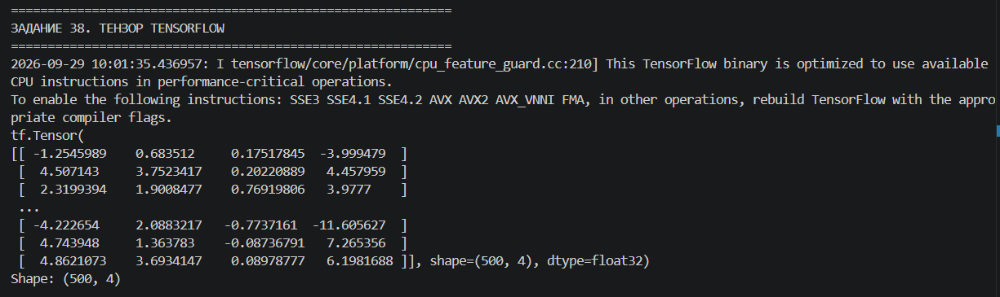 ============================================================
ЗАДАНИЕ 38. ТЕНЗОР TENSORFLOW
============================================================
2026-09-29 10:01:35.436957: I tensorflow/core/platform/cpu_feature_guard.cc:210] This TensorFlow binary is optimized to use available
CPU instructions in performance-critical operations.
To enable the following instructions: SSE3 SSE4.1 SSE4.2 AVX AVX2 AVX_VNNI FMA, in other operations, rebuild TensorFlow with the appro
priate compiler flags.
tf.Tensor(
[[ -1.2545989    0.683512     0.17517845  -3.999479  ]
 [  4.507143     3.7523417    0.20220889   4.457959  ]
 [  2.3199394    1.9008477    0.76919806   3.9777    ]
 ...
 [ -4.222654     2.0883217   -0.7737161  -11.605627  ]
 [  4.743948     1.363783    -0.08736791   7.265356  ]
 [  4.8621073    3.6934147    0.08978777   6.1981688 ]], shape=(500, 4), dtype=float32)
Shape: (500, 4)